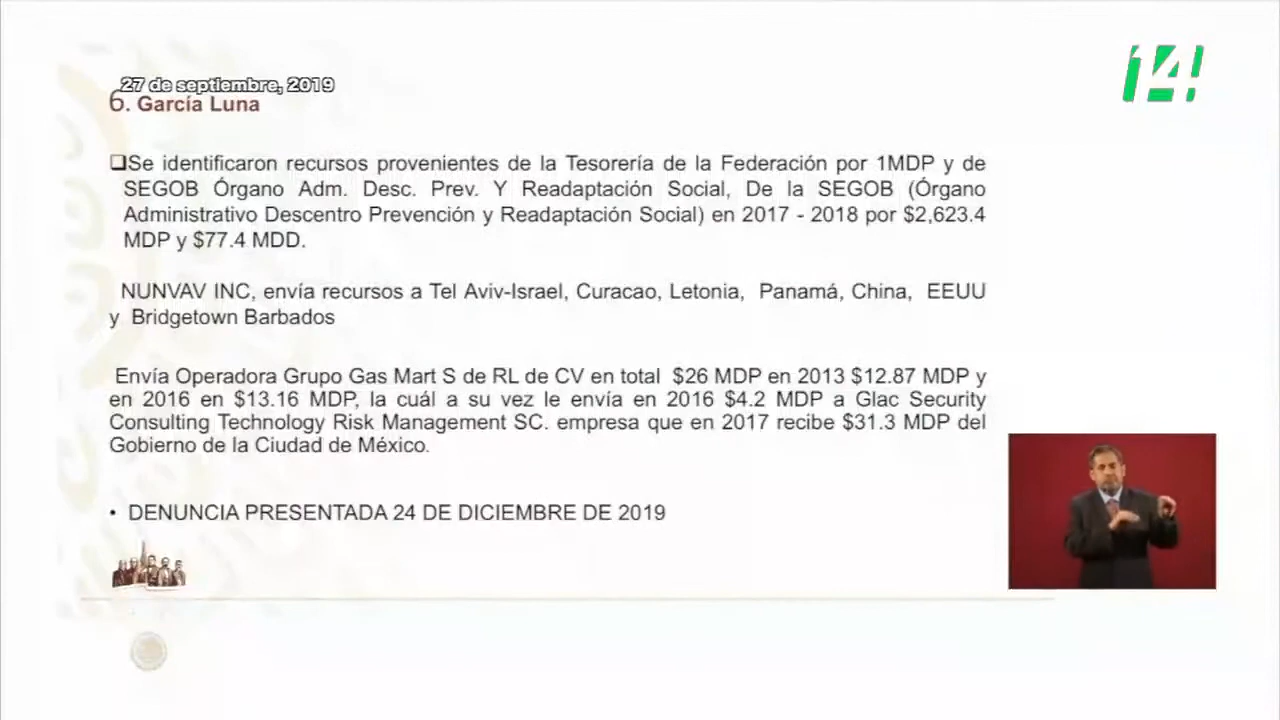 27 de septiembre, 2019
14!
6. García Luna
❑Se identificaron recursos provenientes de la Tesorería de la Federación por 1MDP y de
SEGOB Órgano Adm. Desc. Prev. Y Readaptación Social, De la SEGOB (Órgano
Administrativo Descentro Prevención y Readaptación Social) en 2017 - 2018 por $2,623.4
MDP y $77.4 MDD.
NUNVAV INC, envía recursos a Tel Aviv-Israel, Curacao, Letonia, Panamá, China, EEUU
y Bridgetown Barbados
Envía Operadora Grupo Gas Mart S de RL de CV en total $26 MDP en 2013 $12.87 MDP y
en 2016 en $13.16 MDP, la cuál a su vez le envía en 2016 $4.2 MDP a Glac Security
Consulting Technology Risk Management SC. empresa que en 2017 recibe $31.3 MDP del
Gobierno de la Ciudad de México.
• DENUNCIA PRESENTADA 24 DE DICIEMBRE DE 2019